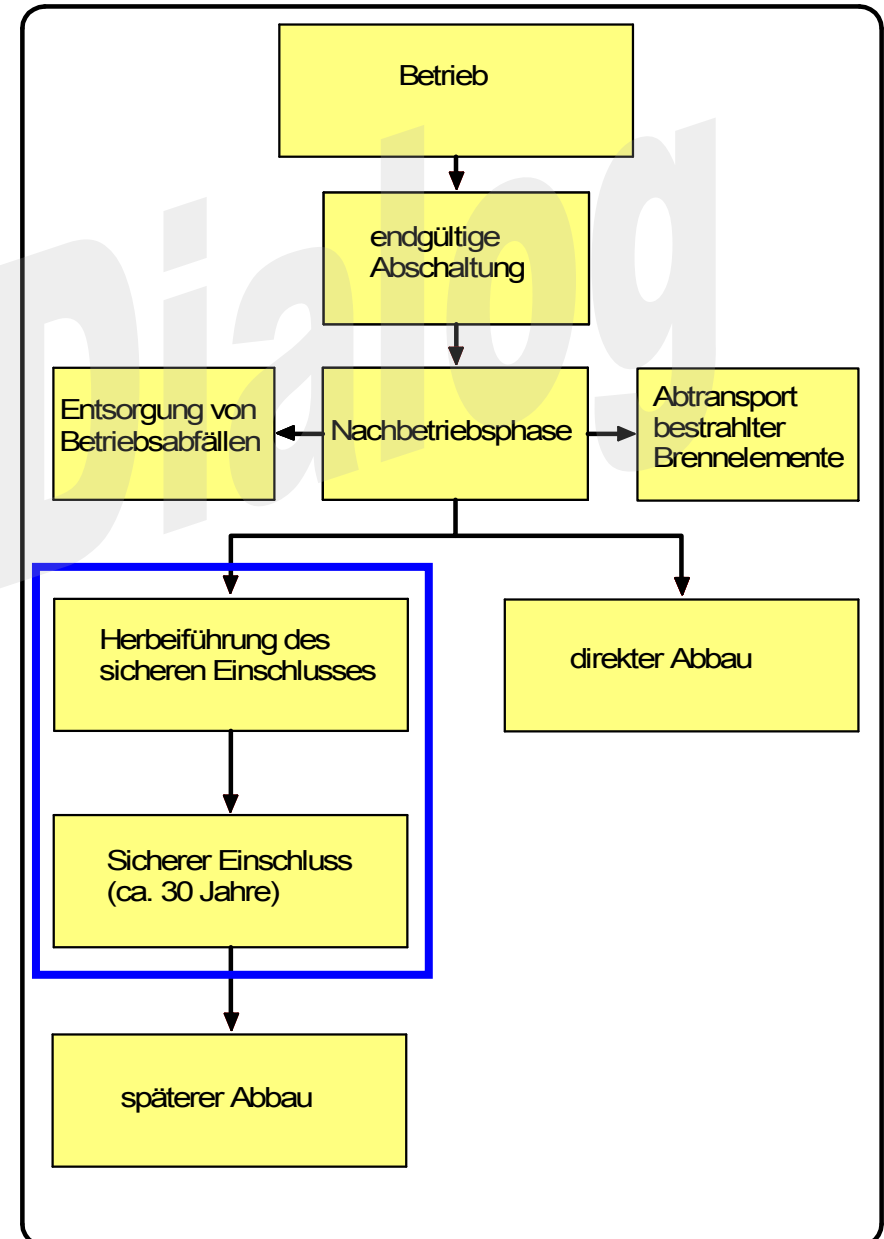 Betrieb
endgültige
Abschaltung
Entsorgung von
Betriebsabfällen
Nachbetriebsphase
Abtransport
bestrahlter
Brennelemente
Herbeiführung des
sicheren Einschlusses
direkter Abbau
Sicherer Einschluss
(ca. 30 Jahre)
späterer Abbau
Dialog